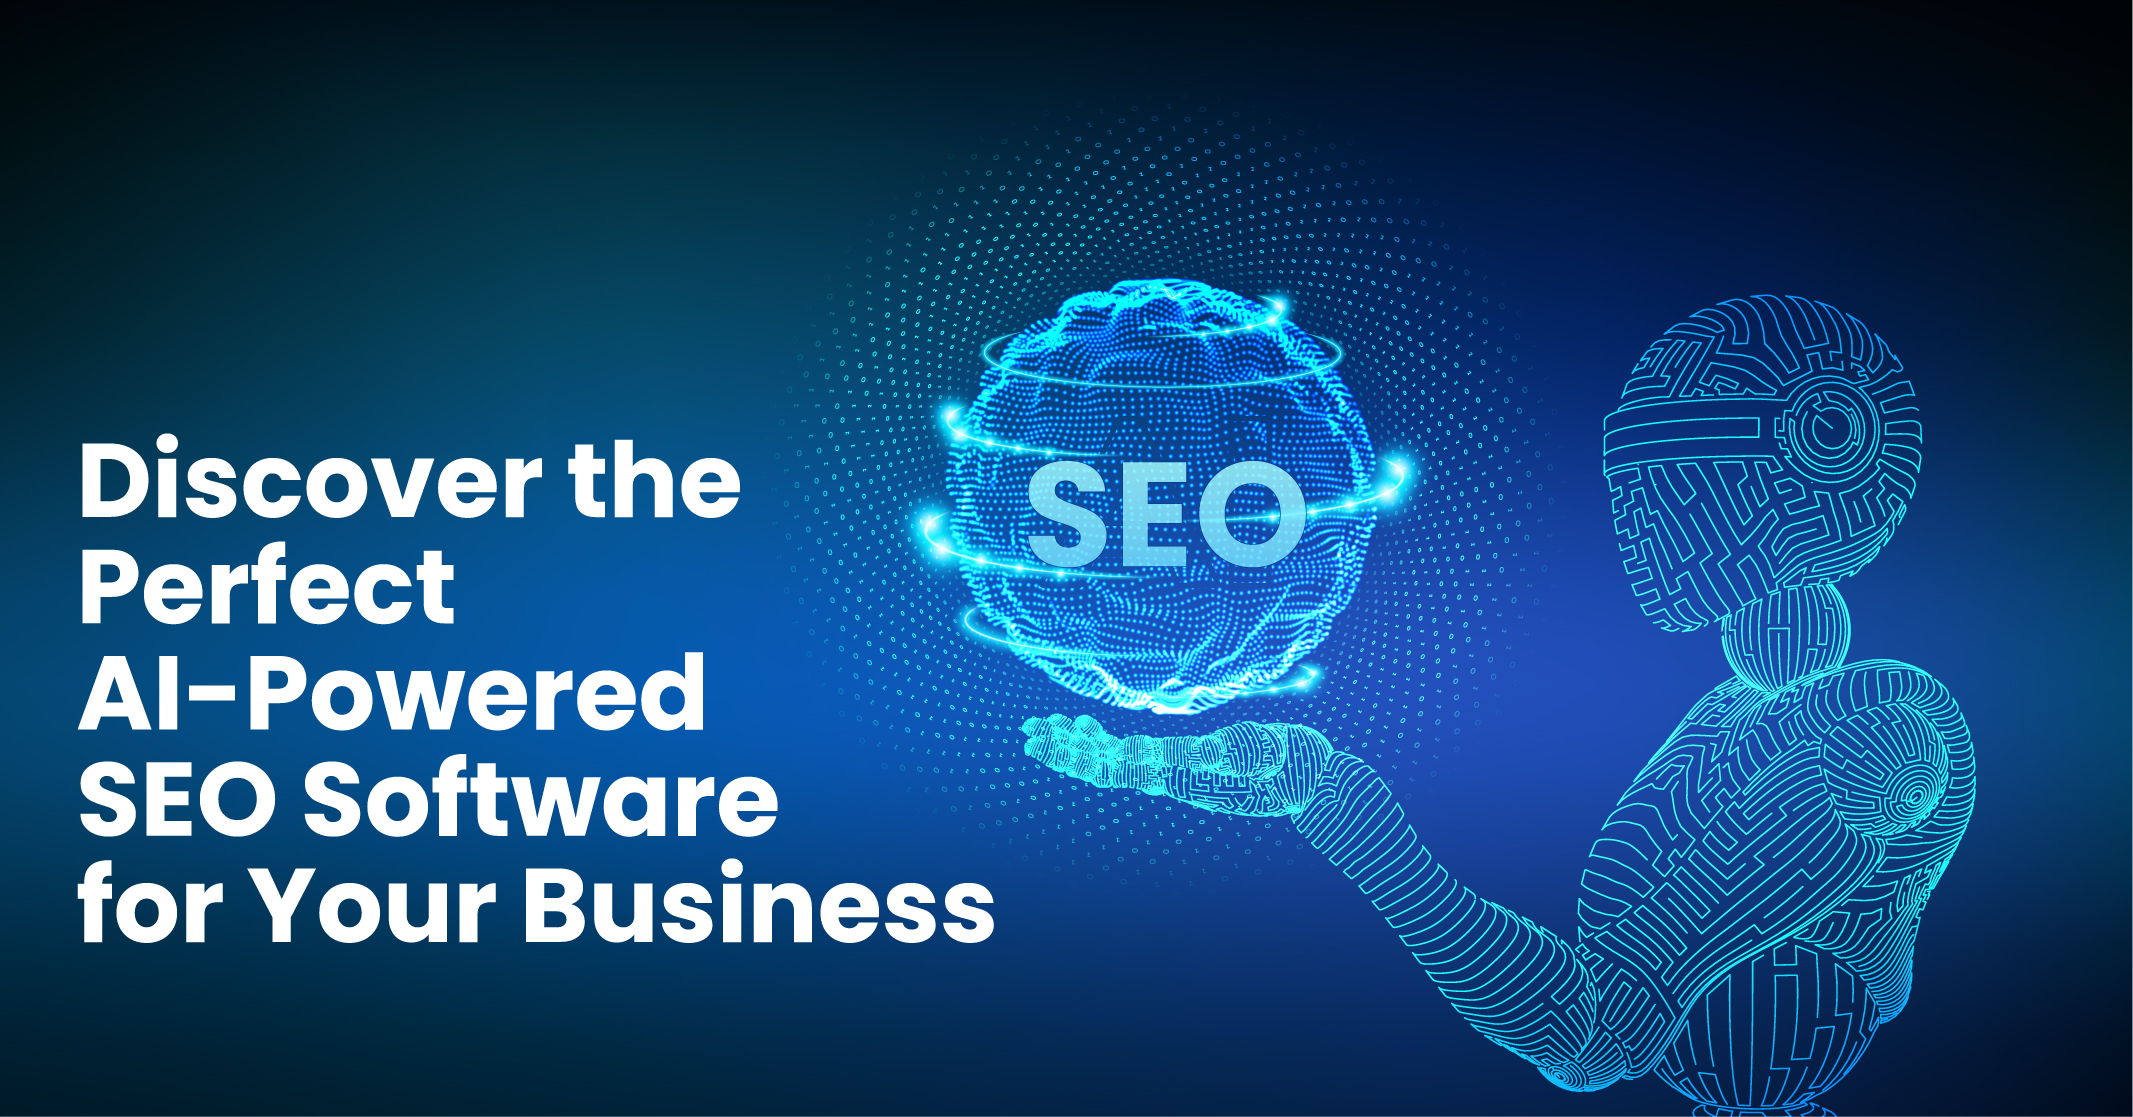 Discover the
Perfect
AI-Powered
SEO Software
for Your Business
SEO